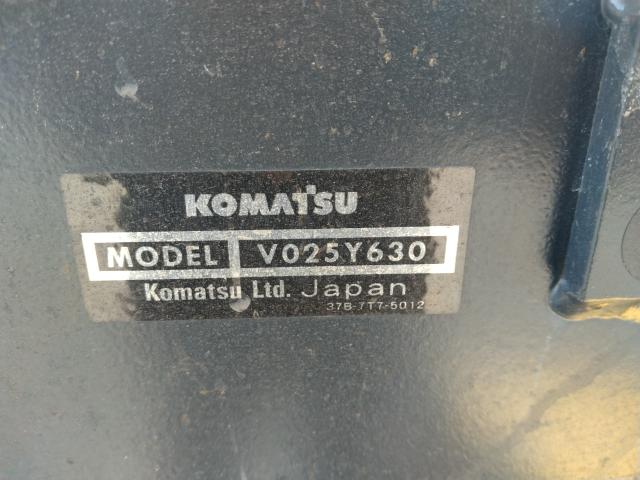 KOMATSU
MODEL V025Y630
Komatsu Ltd. Japan
37B-7T7-5012